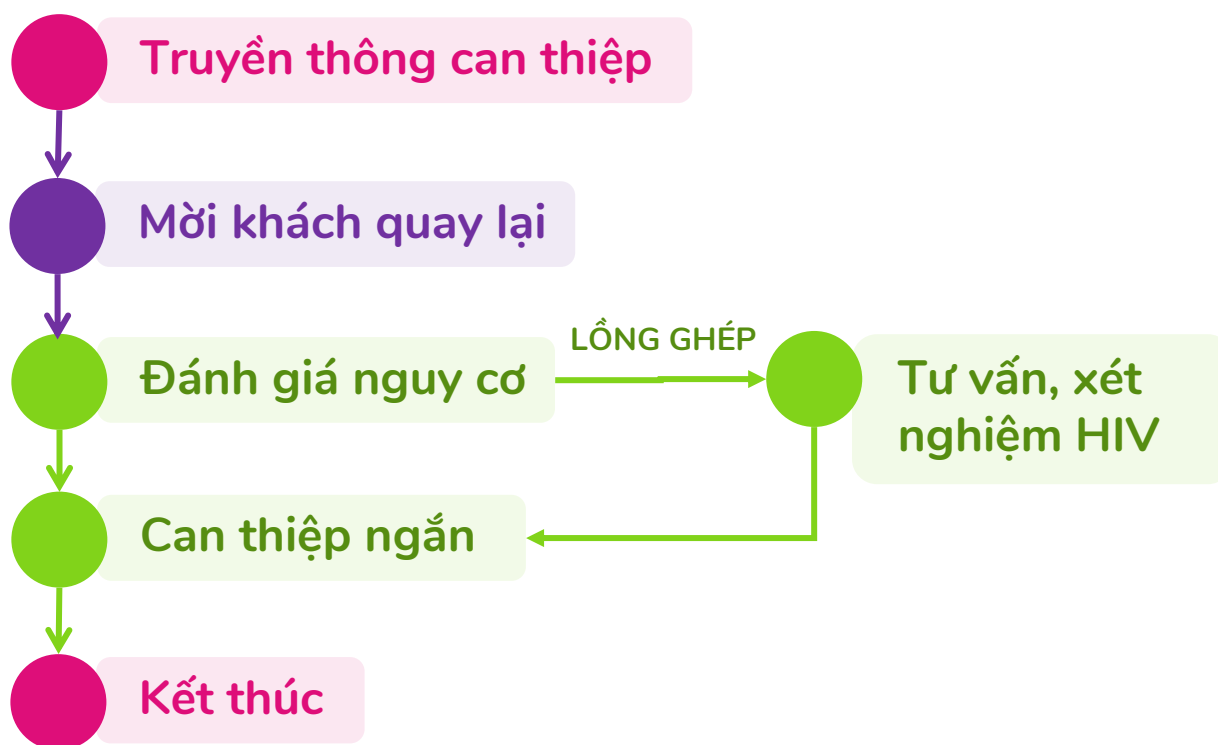 Truyền thông can thiệp
Mời khách quay lại
LỒNG GHÉP
Đánh giá nguy cơ
Tư vấn, xét
nghiệm HIV
Can thiệp ngắn
Kết thúc